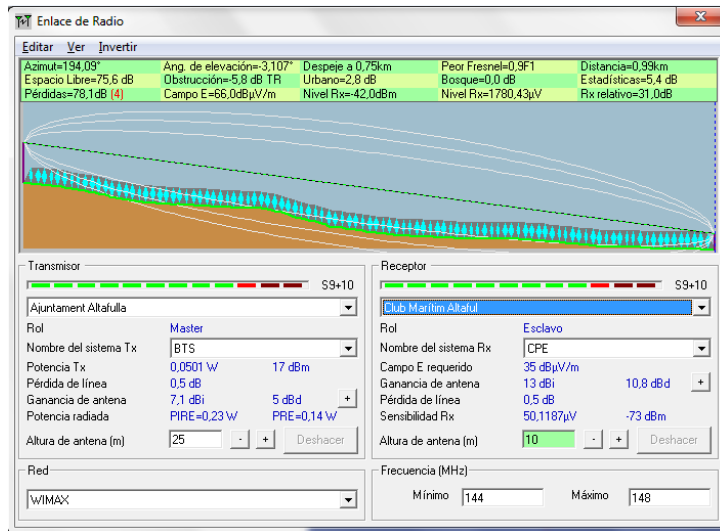 Enlace de Radio
Editar Ver Invertir
Azimut=194,09° Ang. de elevación=-3,107° Despeje a 0,75km Peor Fresnel=0,9F1 Distancia=0,99km
Espacio Libre=75,6 dB Obstrucción=-5,8 dB TR Urbano=2,8 dB Bosque=0,0 dB Estadísticas=5,4 dB
Pérdidas=78,1dB (4) Campo E=66,0dBµV/m Nivel Rx=-42,0dBm Nivel Rx=1780,43µV Rx relativo=31,0dB
Transmisor
S9+10
Ajuntament Altafulla
Rol Master
Nombre del sistema Tx BTS
Potencia Tx 0,0501 W 17 dBm
Pérdida de línea 0,5 dB
Ganancia de antena 7,1 dBi 5 dBd +
Potencia radiada PIRE=0,23 W PRE=0,14 W
Altura de antena (m) 25 - + Deshacer
Receptor
S9+10
Club Marítim Altaful
Rol Esclavo
Nombre del sistema Rx CPE
Campo E requerido 35 dBµV/m
Ganancia de antena 13 dBi 10,8 dBd +
Pérdida de línea 0,5 dB
Sensibilidad Rx 50,1187µV -73 dBm
Altura de antena (m) 10 - + Deshacer
Red
WIMAX
Frecuencia (MHz)
Mínimo 144 Máximo 148